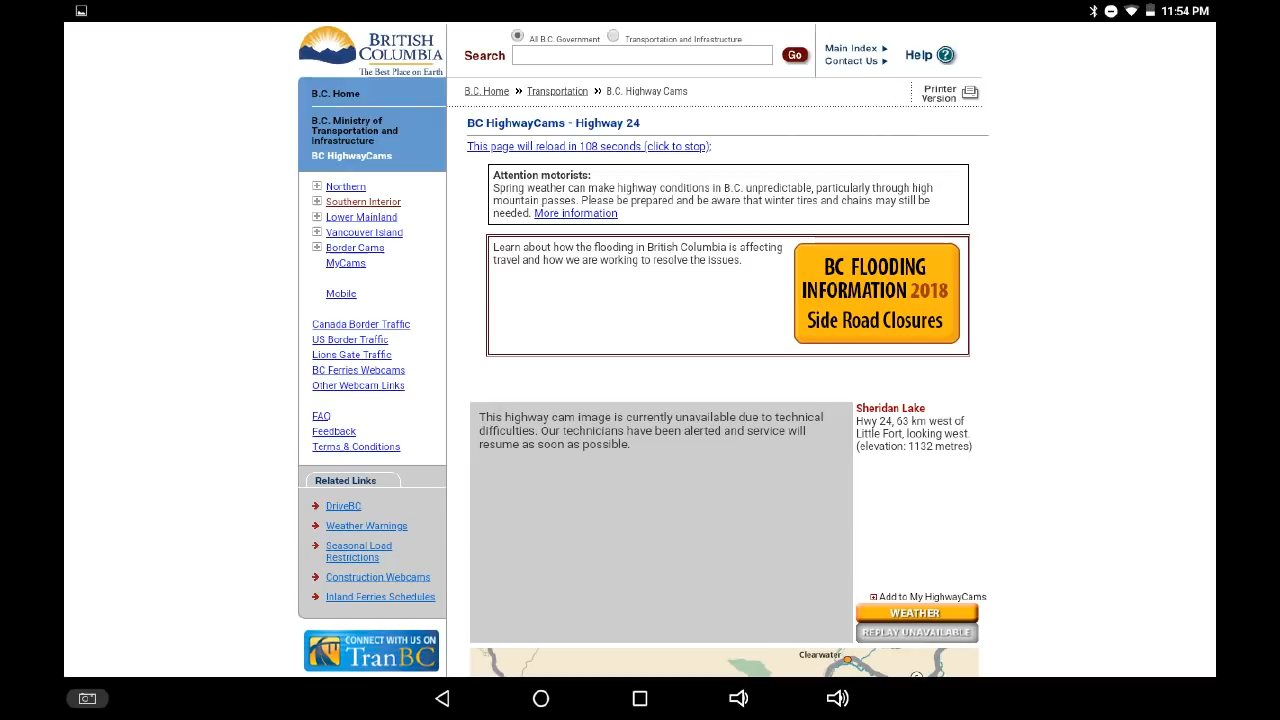 11:54 PM
BRITISH
COLUMBIA
The Best Place on Earth
All B.C. Government Transportation and Infrastructure
Search Go
Main Index
Contact Us
Help ?
B.C. Home
B.C. Ministry of
Transportation and
Infrastructure
BC HighwayCams
Northern
Southern Interior
Lower Mainland
Vancouver Island
Border Cams
MyCams
Mobile
Canada Border Traffic
US Border Traffic
Lions Gate Traffic
BC Ferries Webcams
Other Webcam Links
FAQ
Feedback
Terms & Conditions
Related Links
DriveBC
Weather Warnings
Seasonal Load
Restrictions
Construction Webcams
Inland Ferries Schedules
CONNECT WITH US ON
TranBC
B.C. Home » Transportation » B.C. Highway Cams
Printer
Version
BC HighwayCams - Highway 24
This page will reload in 108 seconds (click to stop);
Attention motorists:
Spring weather can make highway conditions in B.C. unpredictable, particularly through high
mountain passes. Please be prepared and be aware that winter tires and chains may still be
needed. More information
Learn about how the flooding in British Columbia is affecting
travel and how we are working to resolve the issues.
BC FLOODING
INFORMATION 2018
Side Road Closures
This highway cam image is currently unavailable due to technical
difficulties. Our technicians have been alerted and service will
resume as soon as possible.
Sheridan Lake
Hwy 24, 63 km west of
Little Fort, looking west.
(elevation: 1132 metres)
Add to My HighwayCams
WEATHER
REPLAY UNAVAILABLE
Clearwater